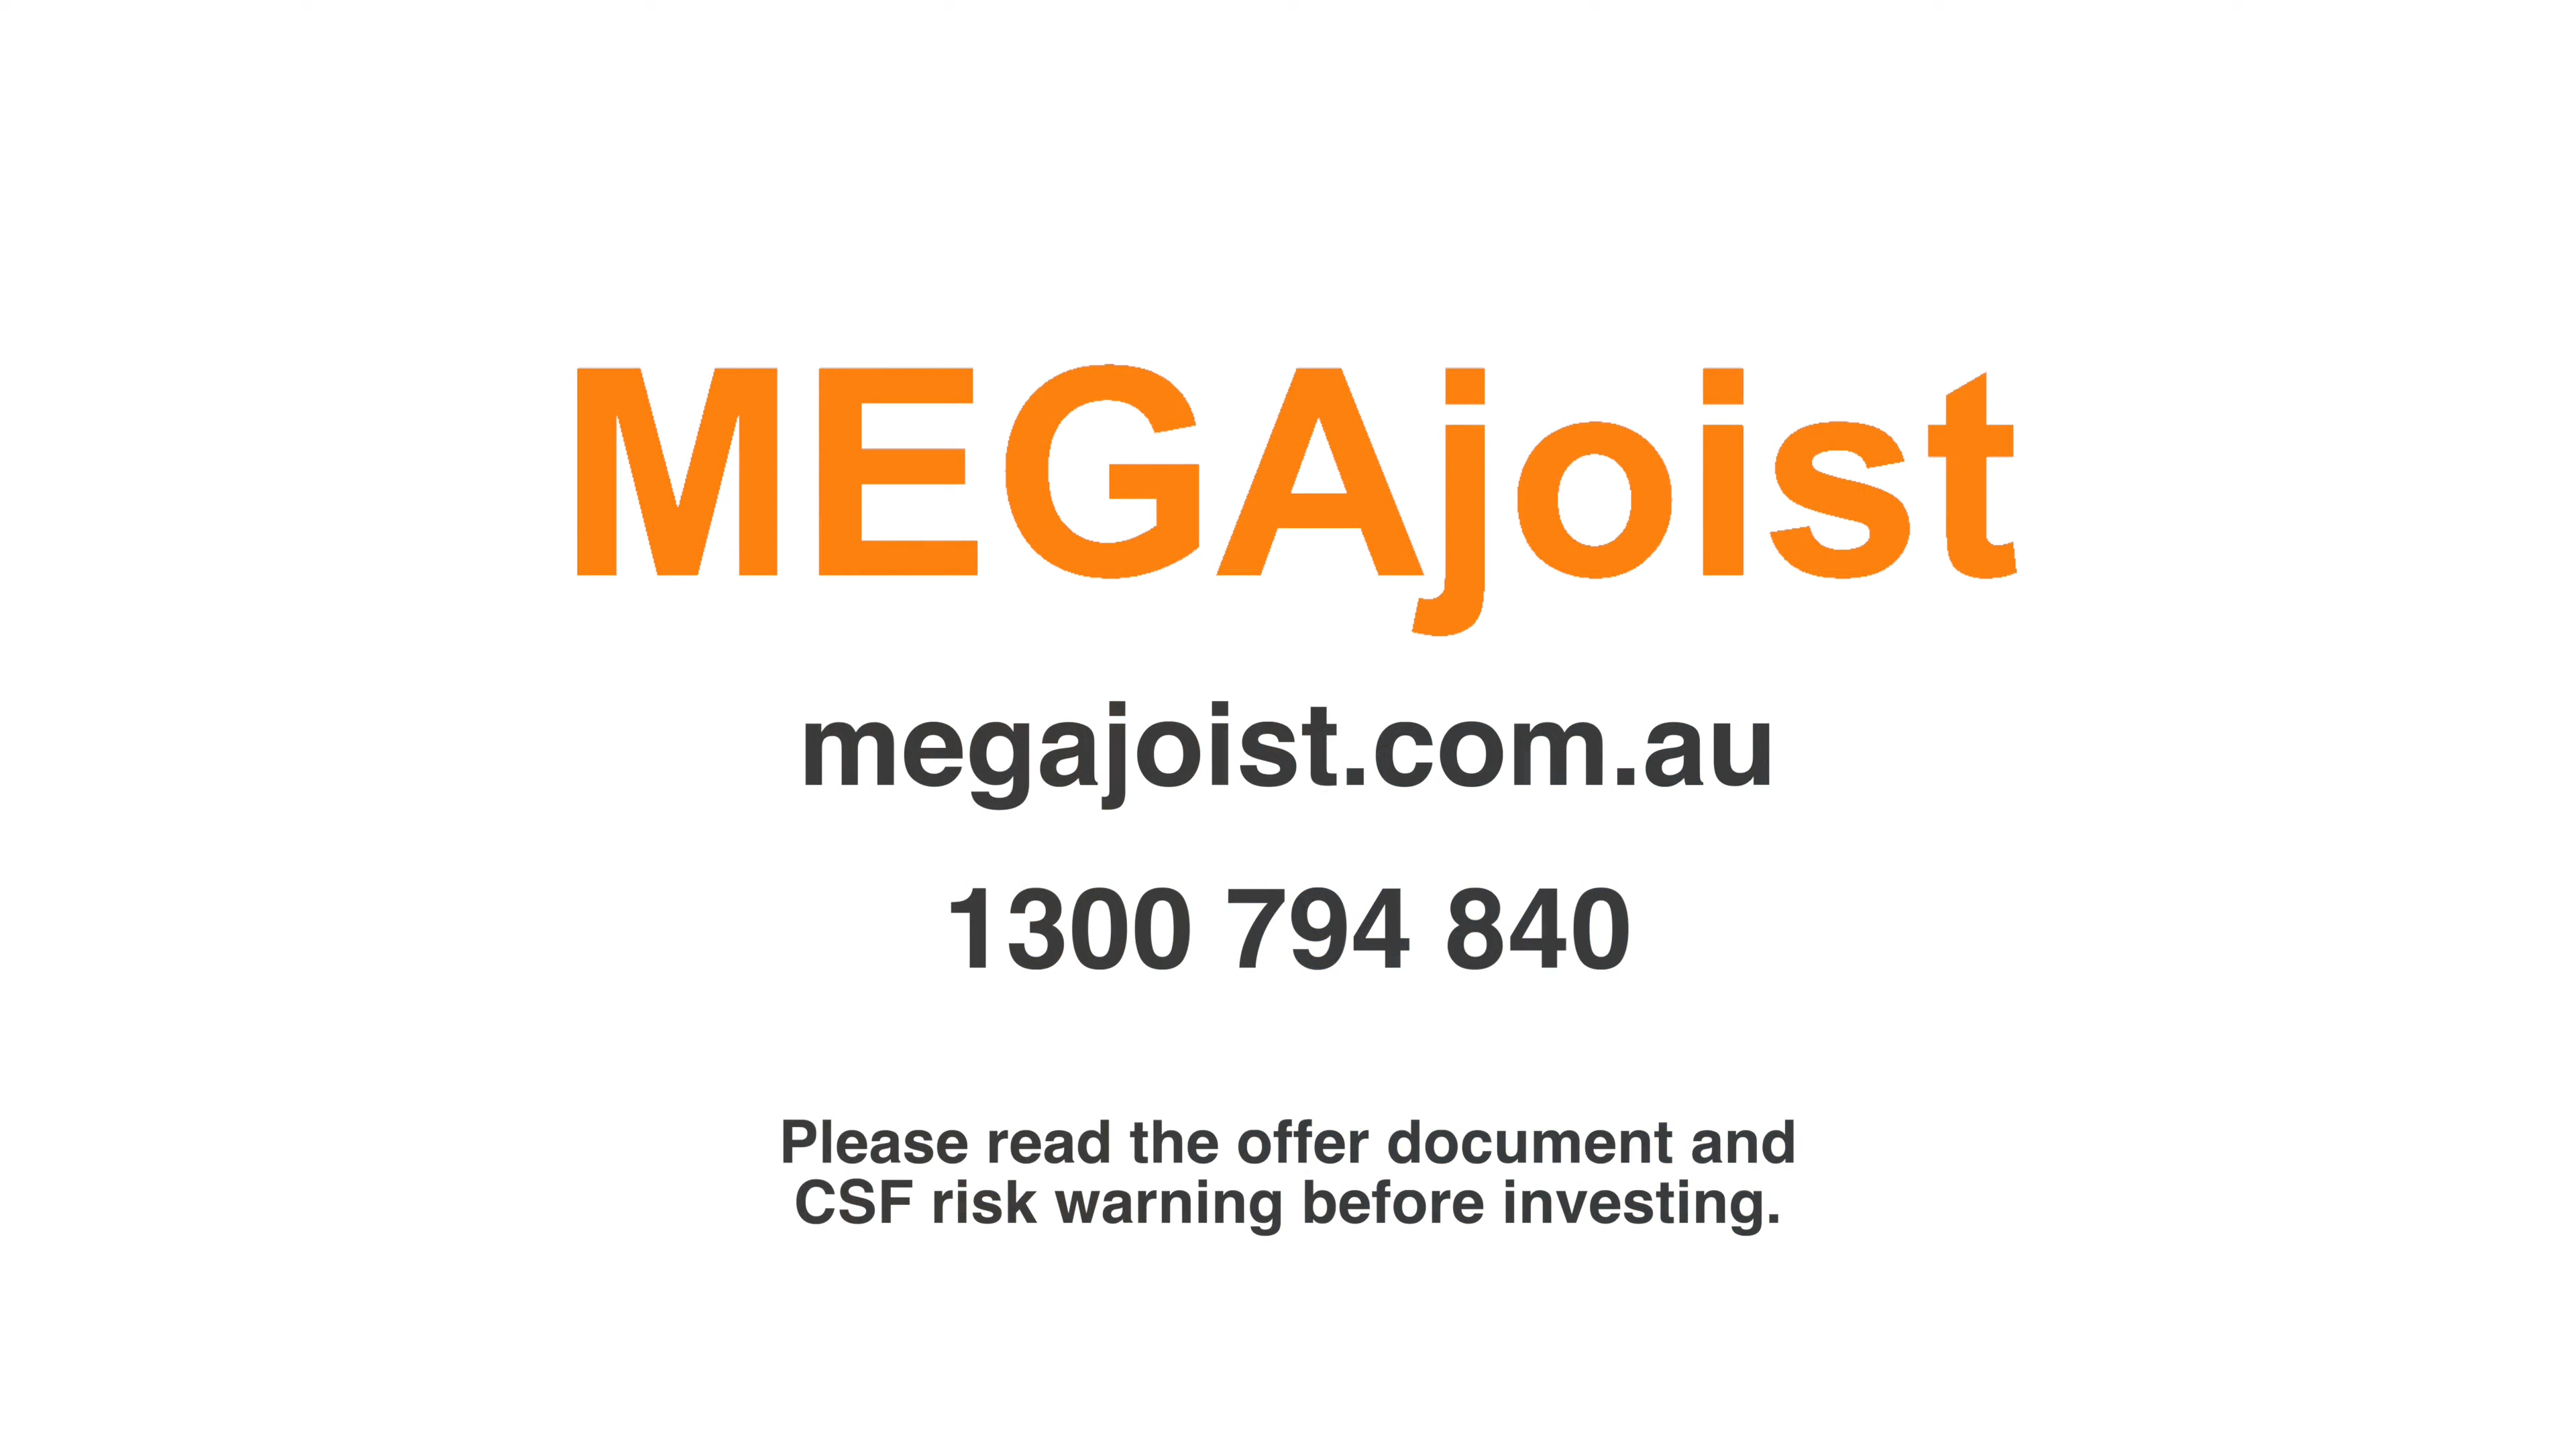 MEGAjoist
megajoist.com.au
1300 794 840
Please read the offer document and
CSF risk warning before investing.